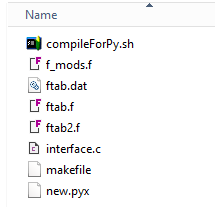 Name
compileForPy.sh
f_mods.f
ftab.dat
ftab.f
ftab2.f
interface.c
makefile
new.pyx